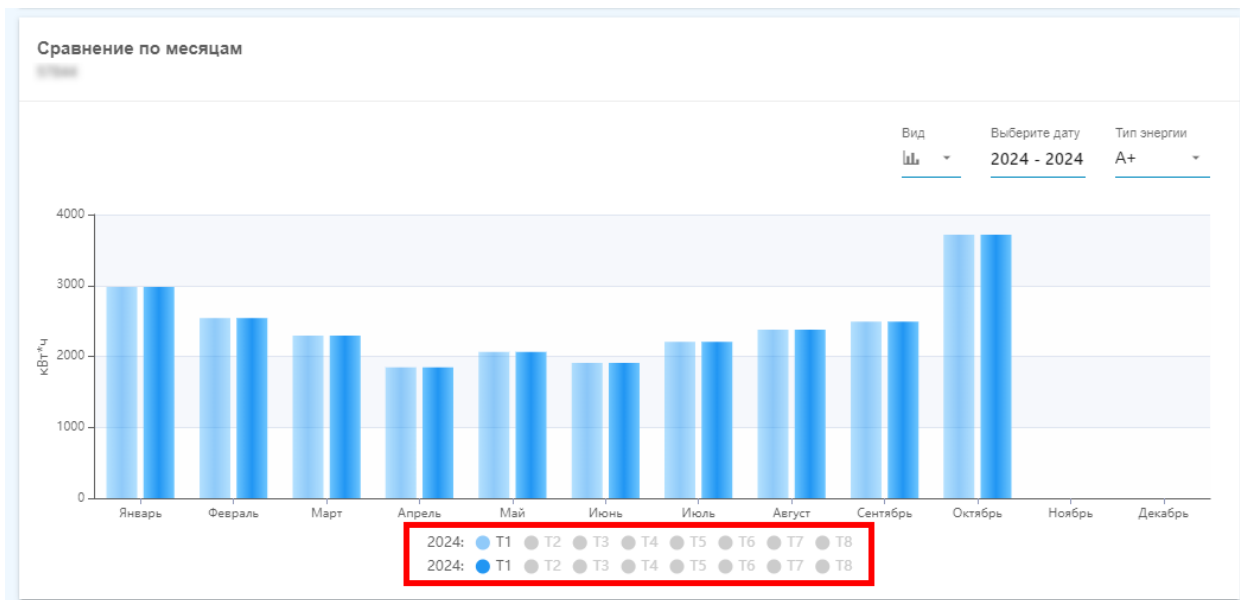 Сравнение по месяцам
Вид
Выберите дату
Тип энергии
2024 - 2024
A+
кВт*ч
4000
3000
2000
1000
0
Январь Февраль Март Апрель Май Июнь Июль Август Сентябрь Октябрь Ноябрь Декабрь
2024: T1 T2 T3 T4 T5 T6 T7 T8
2024: T1 T2 T3 T4 T5 T6 T7 T8